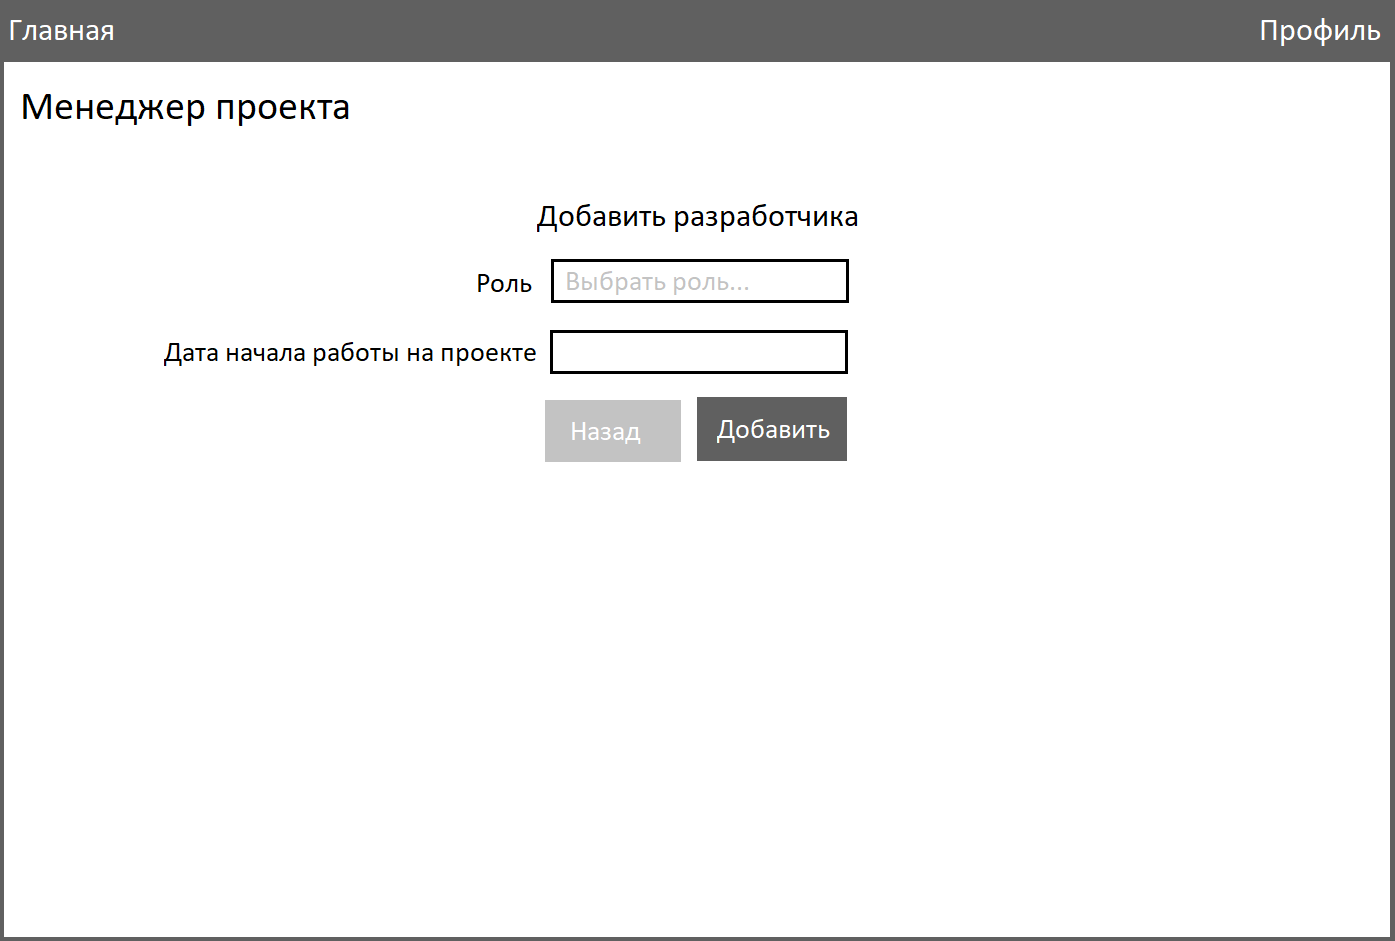 Главная Профиль
Менеджер проекта
Добавить разработчика
Роль Выбрать роль...
Дата начала работы на проекте
Назад Добавить